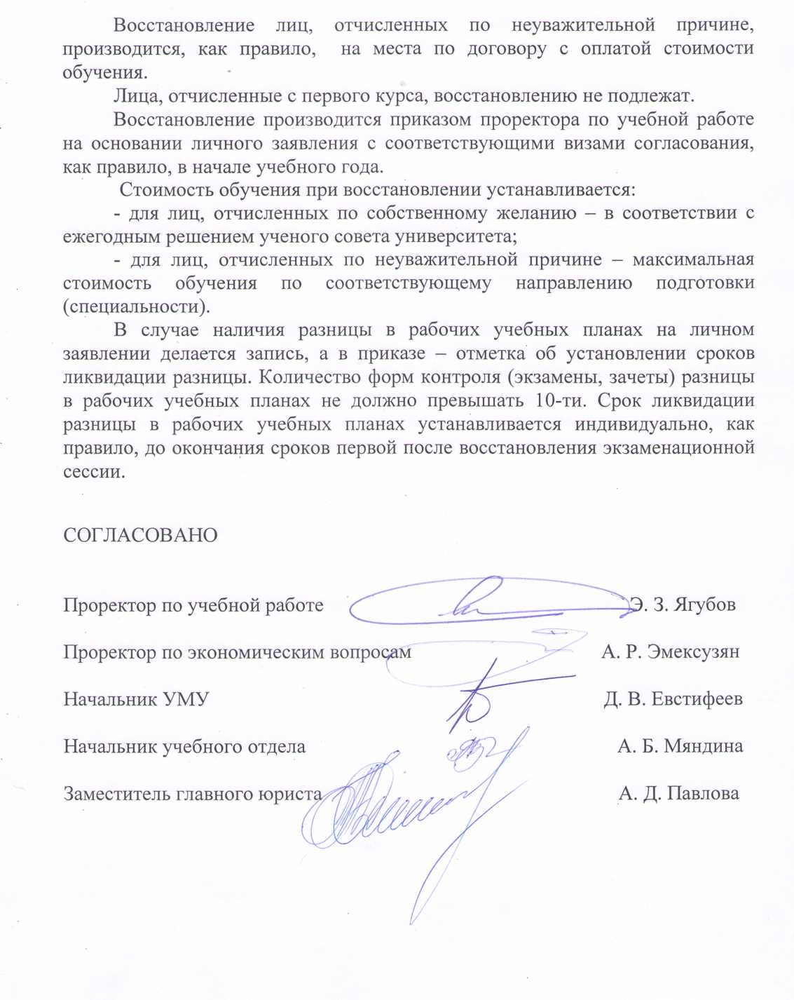 Восстановление лиц, отчисленных по неуважительной причине,
производится, как правило, на места по договору с оплатой стоимости
обучения.
Лица, отчисленные с первого курса, восстановлению не подлежат.
Восстановление производится приказом проректора по учебной работе
на основании личного заявления с соответствующими визами согласования,
как правило, в начале учебного года.
Стоимость обучения при восстановлении устанавливается:
- для лиц, отчисленных по собственному желанию – в соответствии с
ежегодным решением ученого совета университета;
- для лиц, отчисленных по неуважительной причине – максимальная
стоимость обучения по соответствующему направлению подготовки
(специальности).
В случае наличия разницы в рабочих учебных планах на личном
заявлении делается запись, а в приказе – отметка об установлении сроков
ликвидации разницы. Количество форм контроля (экзамены, зачеты) разницы
в рабочих учебных планах не должно превышать 10-ти. Срок ликвидации
разницы в рабочих учебных планах устанавливается индивидуально, как
правило, до окончания сроков первой после восстановления экзаменационной
сессии.
СОГЛАСОВАНО
Проректор по учебной работе Э. З. Ягубов
Проректор по экономическим вопросам А. Р. Эмексузян
Начальник УМУ Д. В. Евстифеев
Начальник учебного отдела А. Б. Мяндина
Заместитель главного юриста А. Д. Павлова